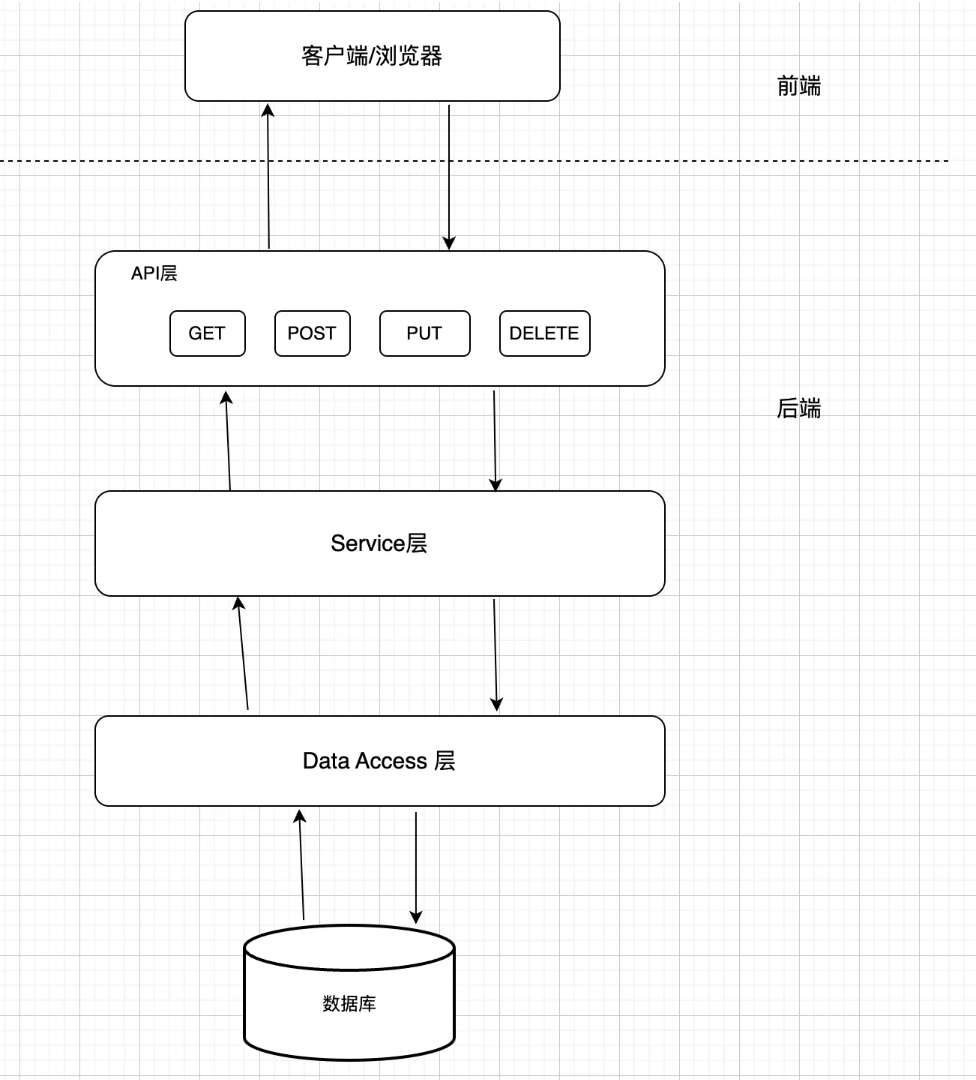 客户端/浏览器
前端
API层
GET POST PUT DELETE
后端
Service层
Data Access 层
数据库